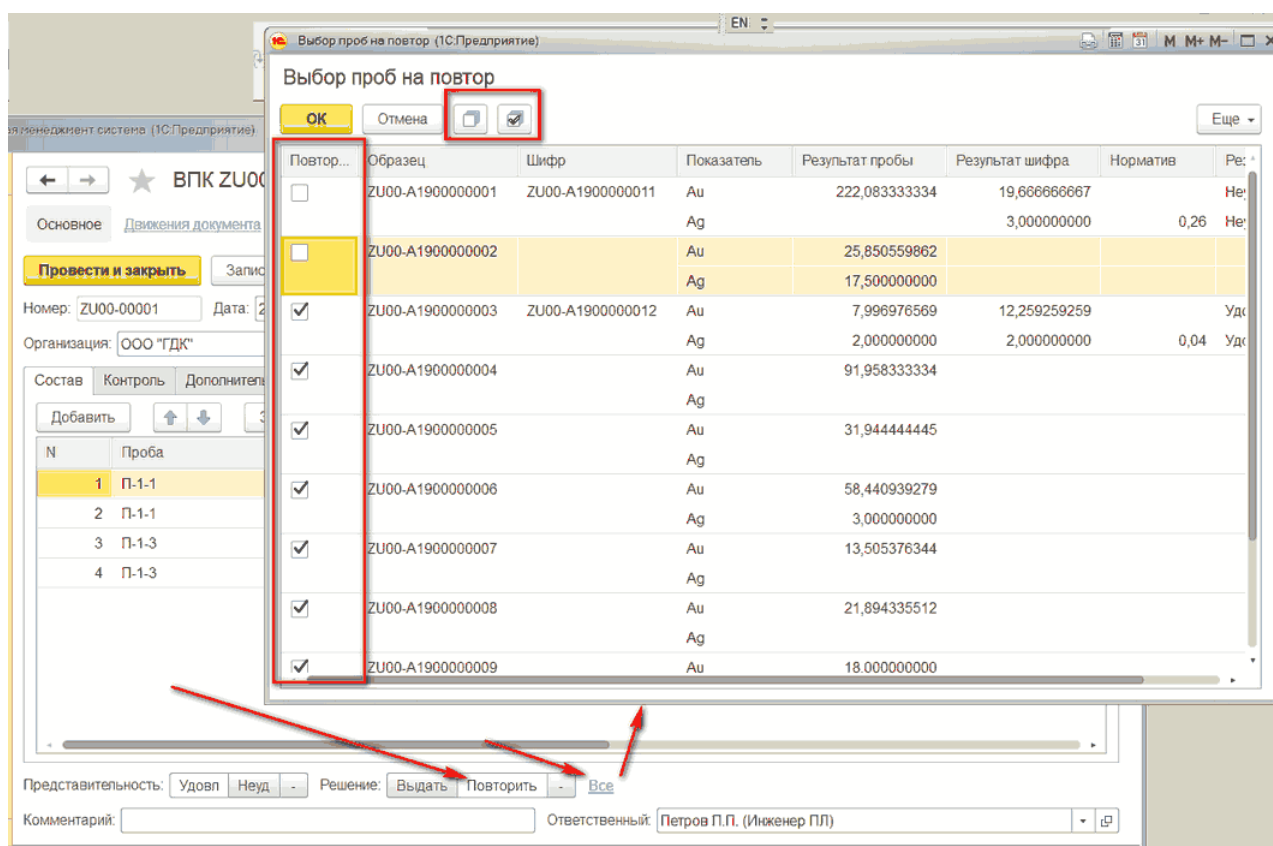 EN
Выбор проб на повтор (1С:Предприятие)
M M+ M-
Выбор проб на повтор
ОК Отмена Еще
Повтор... Образец Шифр Показатель Результат пробы Результат шифра Норматив
ZU00-A1900000001 ZU00-A1900000011 Au 222,083333334 19,666666667
Ag 3,000000000 0,26
ZU00-A1900000002 Au 25,850559862
Ag 17,500000000
ZU00-A1900000003 ZU00-A1900000012 Au 7,996976569 12,259259259
Ag 2,000000000 2,000000000 0,04
ZU00-A1900000004 Au 91,958333334
Ag
ZU00-A1900000005 Au 31,944444445
Ag
ZU00-A1900000006 Au 58,440939279
Ag 3,000000000
ZU00-A1900000007 Au 13,505376344
Ag
ZU00-A1900000008 Au 21,894335512
Ag
ZU00-A1900000009 Au 18.000000000
менеджмент система (1С:Предприятие)
ВПК ZU00
Основное Движения документа
Провести и закрыть
Номер: ZU00-00001 Дата:
Организация: ООО "ГДК"
Состав Контроль
Добавить
N Проба
1 П-1-1
2 П-1-1
3 П-1-3
4 П-1-3
Представительность: Удовл Неуд - Решение: Выдать Повторить - Все
Комментарий: Ответственный: Петров П.П. (Инженер ПЛ)